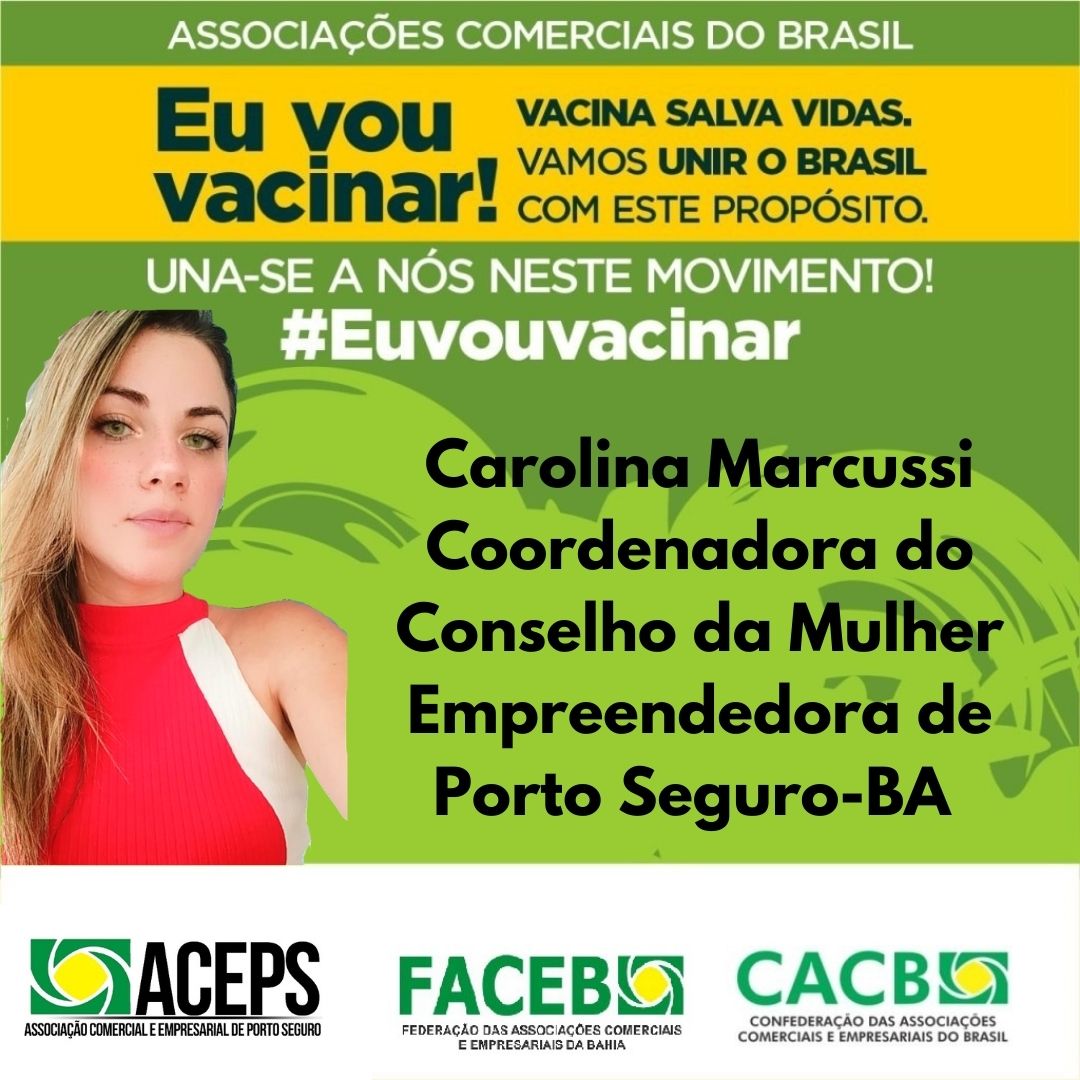 ASSOCIAÇÕES COMERCIAIS DO BRASIL
Eu vou
vacinar!
VACINA SALVA VIDAS.
VAMOS UNIR O BRASIL
COM ESTE PROPÓSITO.
UNA-SE A NÓS NESTE MOVIMENTO!
#Euvouvacinar
Carolina Marcussi
Coordenadora do
Conselho da Mulher
Empreendedora de
Porto Seguro-BA
ACEPS
ASSOCIAÇÃO COMERCIAL E EMPRESARIAL DE PORTO SEGURO
FACEB
FEDERAÇÃO DAS ASSOCIAÇÕES COMERCIAIS
E EMPRESARIAIS DA BAHIA
CACB
CONFEDERAÇÃO DAS ASSOCIAÇÕES
COMERCIAIS E EMPRESARIAIS DO BRASIL